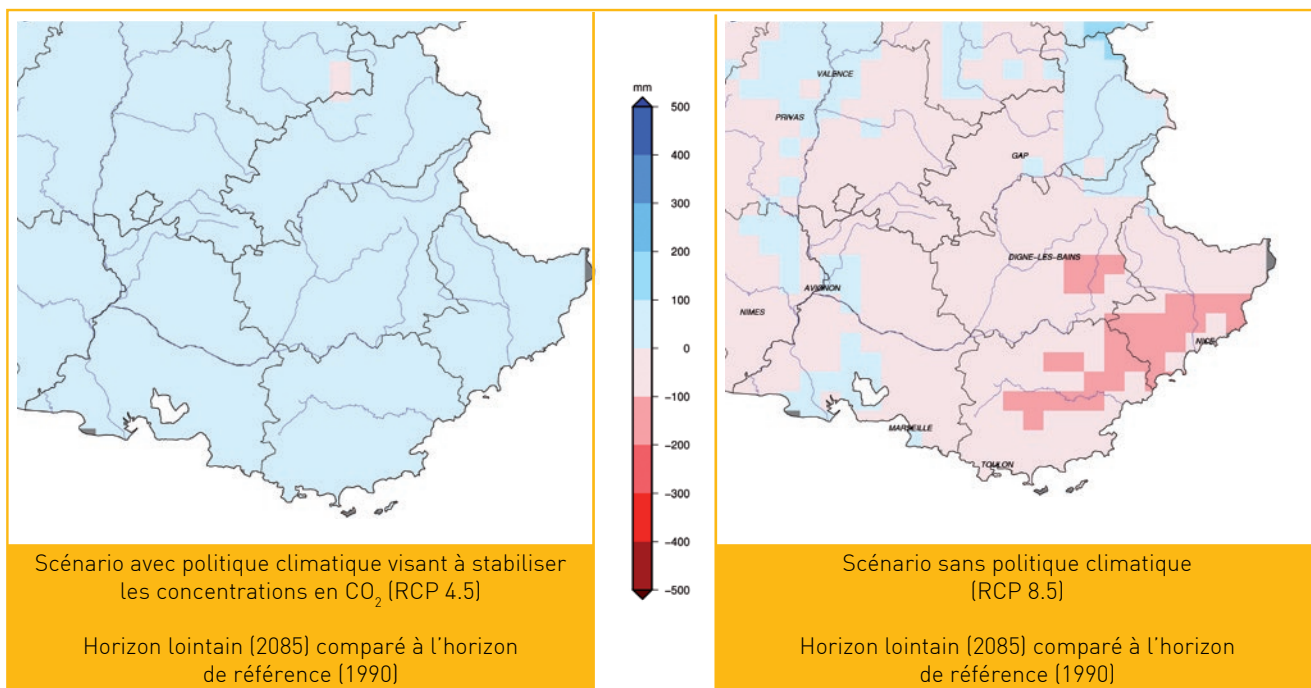 mm
500
400
300
200
100
0
−100
−200
−300
−400
−500
VALENCE
PRIVAS
GAP
DIGNE−LES−BAINS
AVIGNON
NIMES
NICE
MARSEILLE
TOULON
Scénario avec politique climatique visant à stabiliser
les concentrations en CO₂ (RCP 4.5)
Horizon lointain (2085) comparé à l'horizon
de référence (1990)
Scénario sans politique climatique
(RCP 8.5)
Horizon lointain (2085) comparé à l'horizon
de référence (1990)